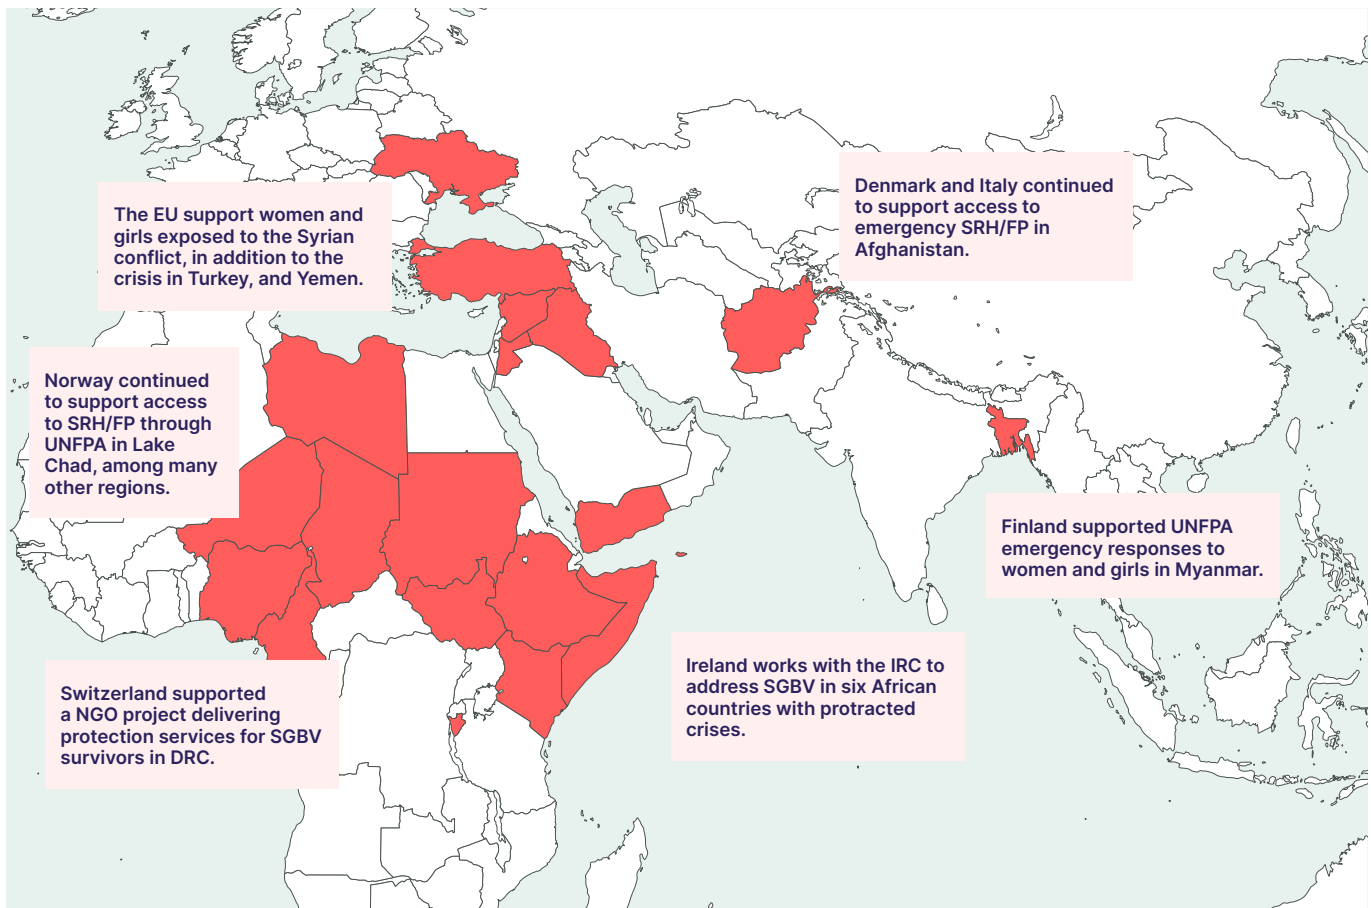 The EU support women and
girls exposed to the Syrian
conflict, in addition to the
crisis in Turkey, and Yemen.
Denmark and Italy continued
to support access to
emergency SRH/FP in
Afghanistan.
Norway continued
to support access
to SRH/FP through
UNFPA in Lake
Chad, among many
other regions.
Finland supported UNFPA
emergency responses to
women and girls in Myanmar.
Switzerland supported
a NGO project delivering
protection services for SGBV
survivors in DRC.
Ireland works with the IRC to
address SGBV in six African
countries with protracted
crises.